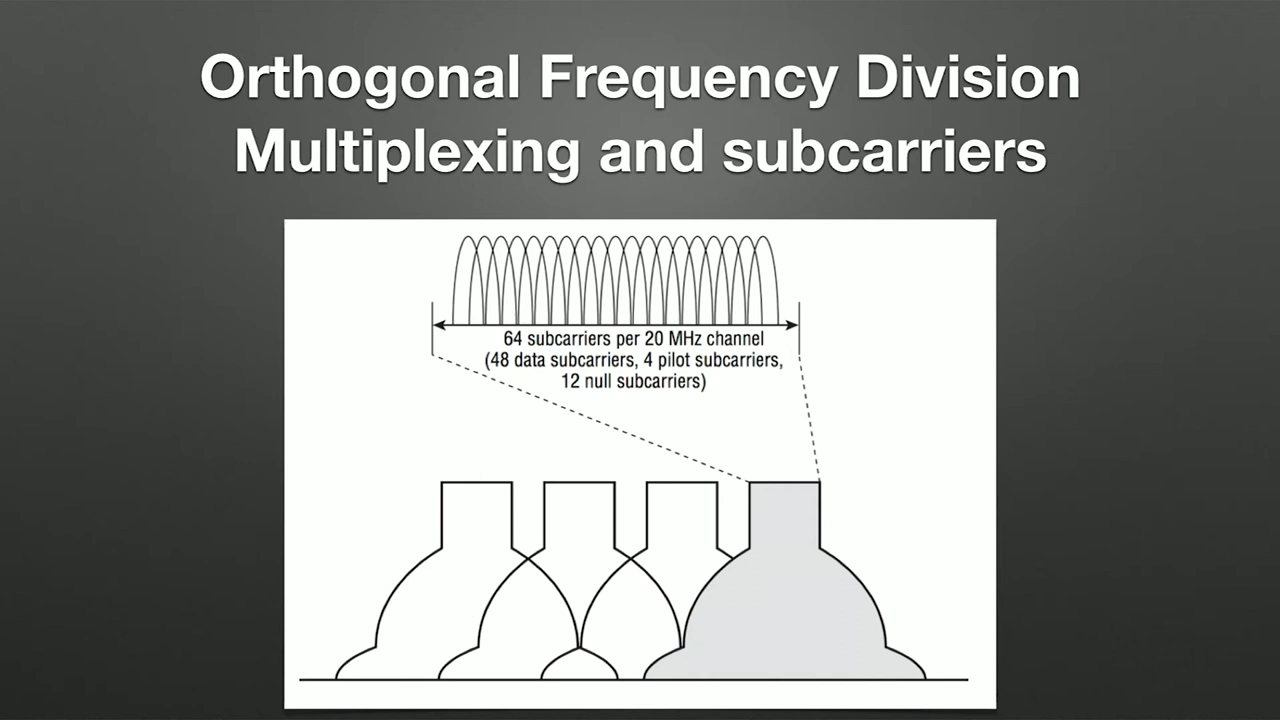 Orthogonal Frequency Division
Multiplexing and subcarriers
64 subcarriers per 20 MHz channel
(48 data subcarriers, 4 pilot subcarriers,
12 null subcarriers)